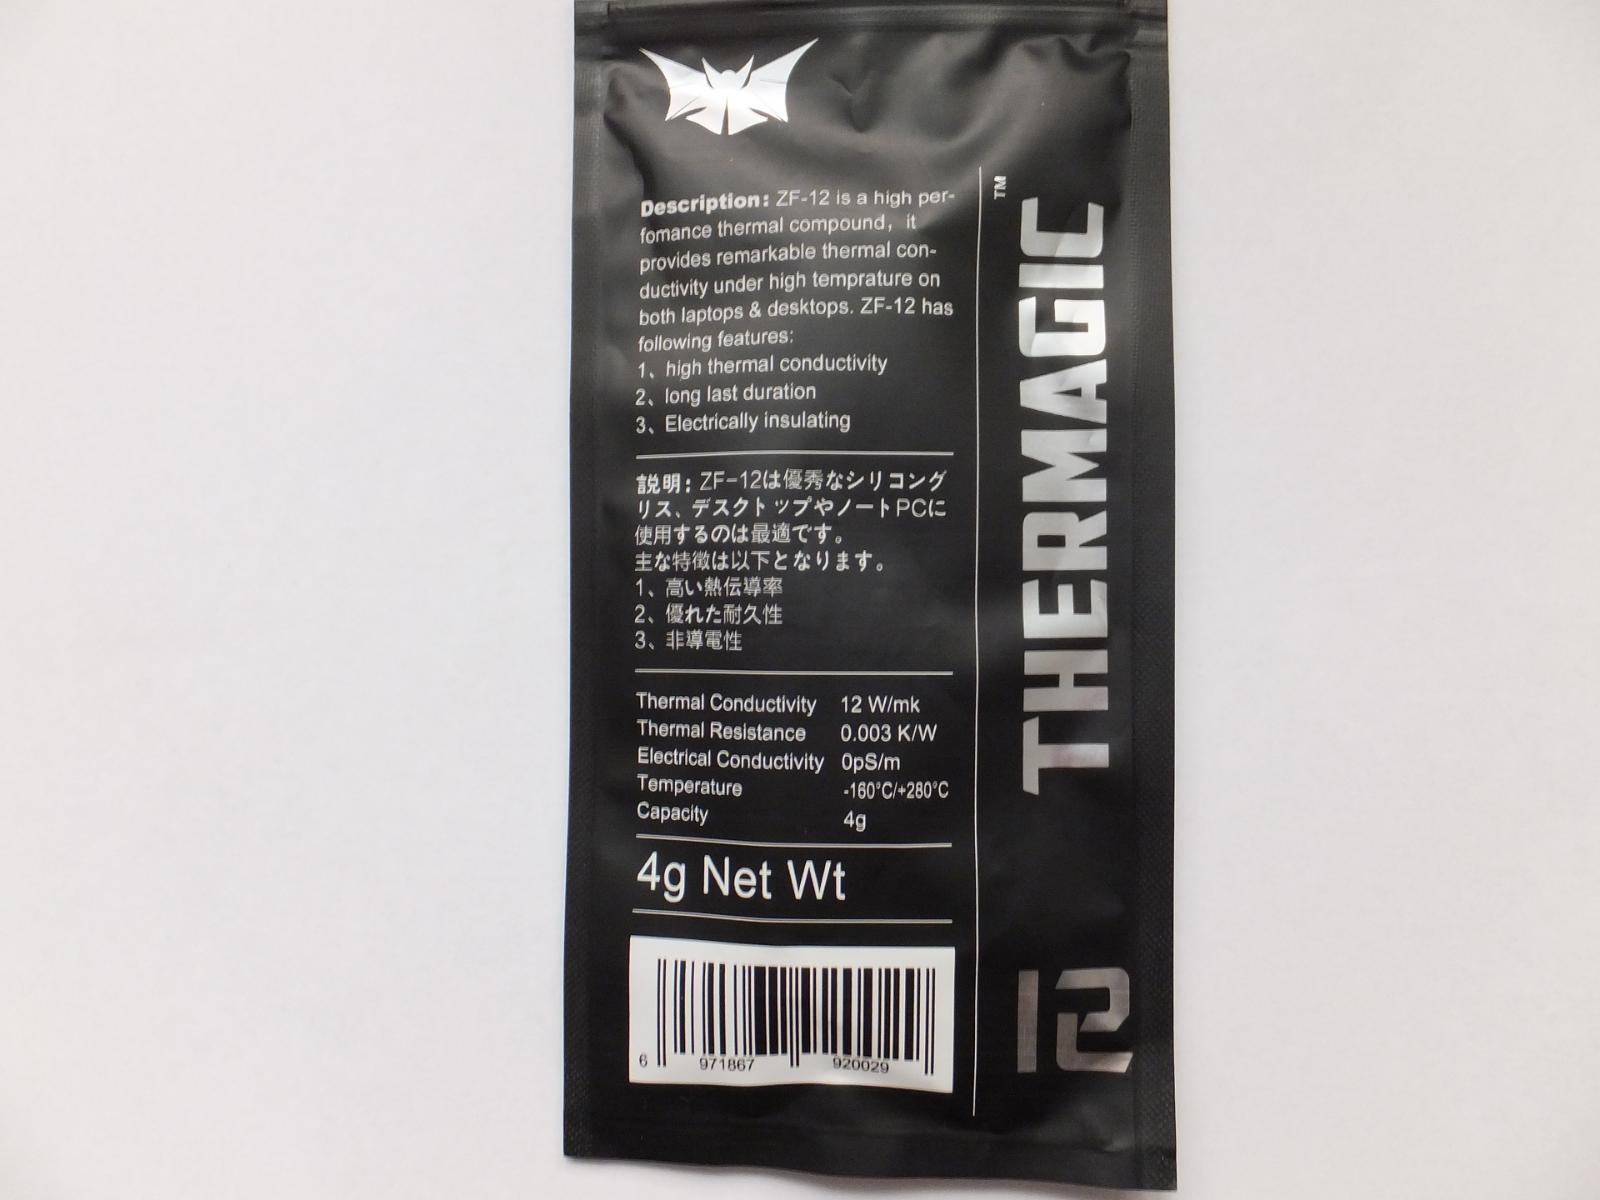 Description: ZF-12 is a high per-
fomance thermal compound, it
provides remarkable thermal con-
ductivity under high temprature on
both laptops & desktops. ZF-12 has
following features:
1、high thermal conductivity
2、long last duration
3、Electrically insulating
説明: ZF-12は優秀なシリコング
リス、デスクトップやノートPCに
使用するのは最適です。
主な特徴は以下となります。
1、高い熱伝導率
2、優れた耐久性
3、非導電性
Thermal Conductivity 12 W/mk
Thermal Resistance 0.003 K/W
Electrical Conductivity 0pS/m
Temperature -160°C/+280°C
Capacity 4g
4g Net Wt
6 971867 920029
THERMAGIC™
12